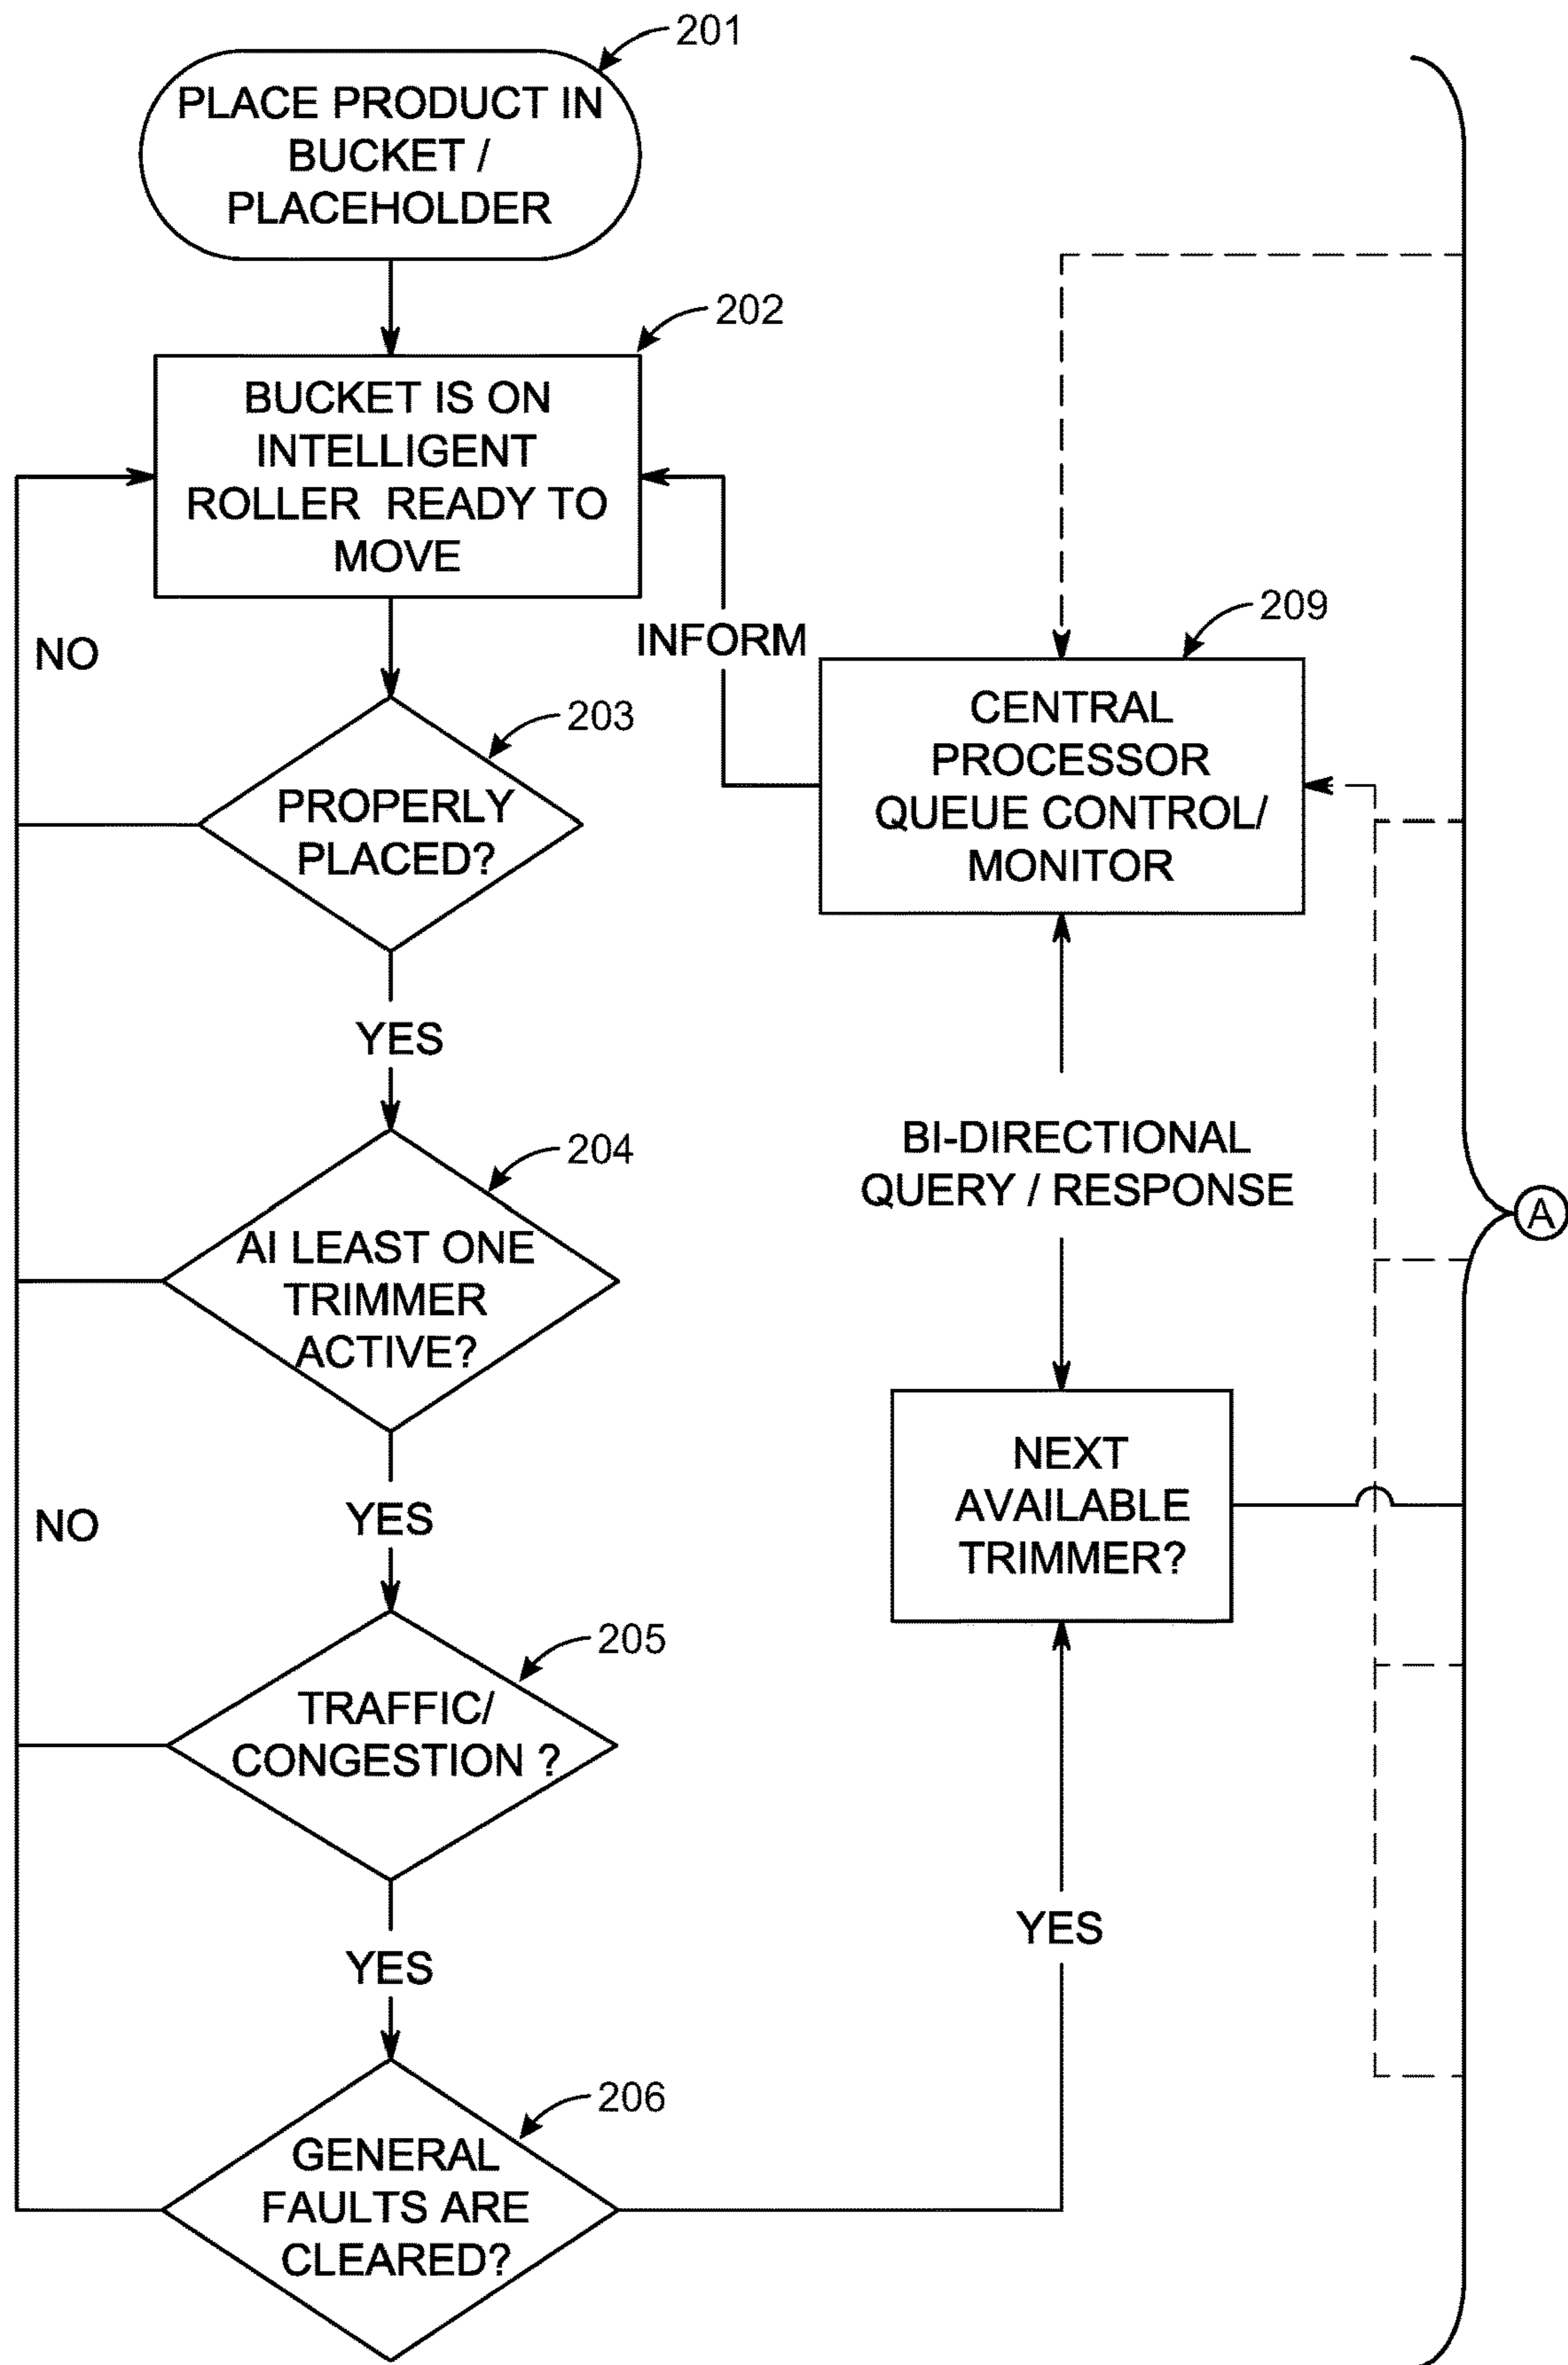 201
PLACE PRODUCT IN
BUCKET /
PLACEHOLDER
202
BUCKET IS ON
INTELLIGENT
ROLLER READY TO
MOVE
NO
INFORM
209
CENTRAL
PROCESSOR
QUEUE CONTROL/
MONITOR
203
PROPERLY
PLACED?
YES
204
AI LEAST ONE
TRIMMER
ACTIVE?
BI-DIRECTIONAL
QUERY / RESPONSE
A
NO
YES
NEXT
AVAILABLE
TRIMMER?
205
TRAFFIC/
CONGESTION ?
YES
YES
206
GENERAL
FAULTS ARE
CLEARED?